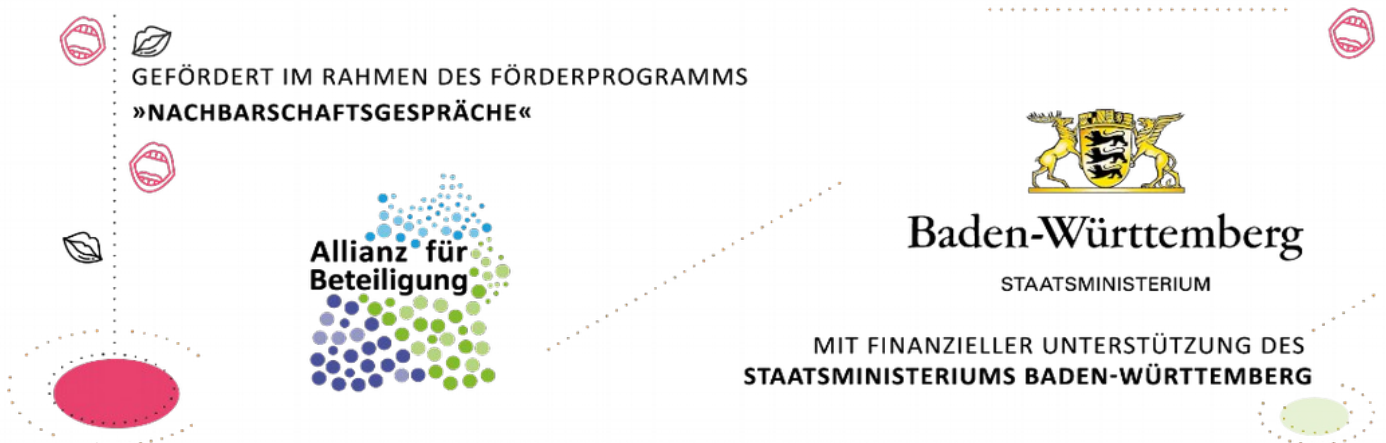 GEFÖRDERT IM RAHMEN DES FÖRDERPROGRAMMS
»NACHBARSCHAFTSGESPRÄCHE«
Allianz für
Beteiligung
Baden-Württemberg
STAATSMINISTERIUM
MIT FINANZIELLER UNTERSTÜTZUNG DES
STAATSMINISTERIUMS BADEN-WÜRTTEMBERG